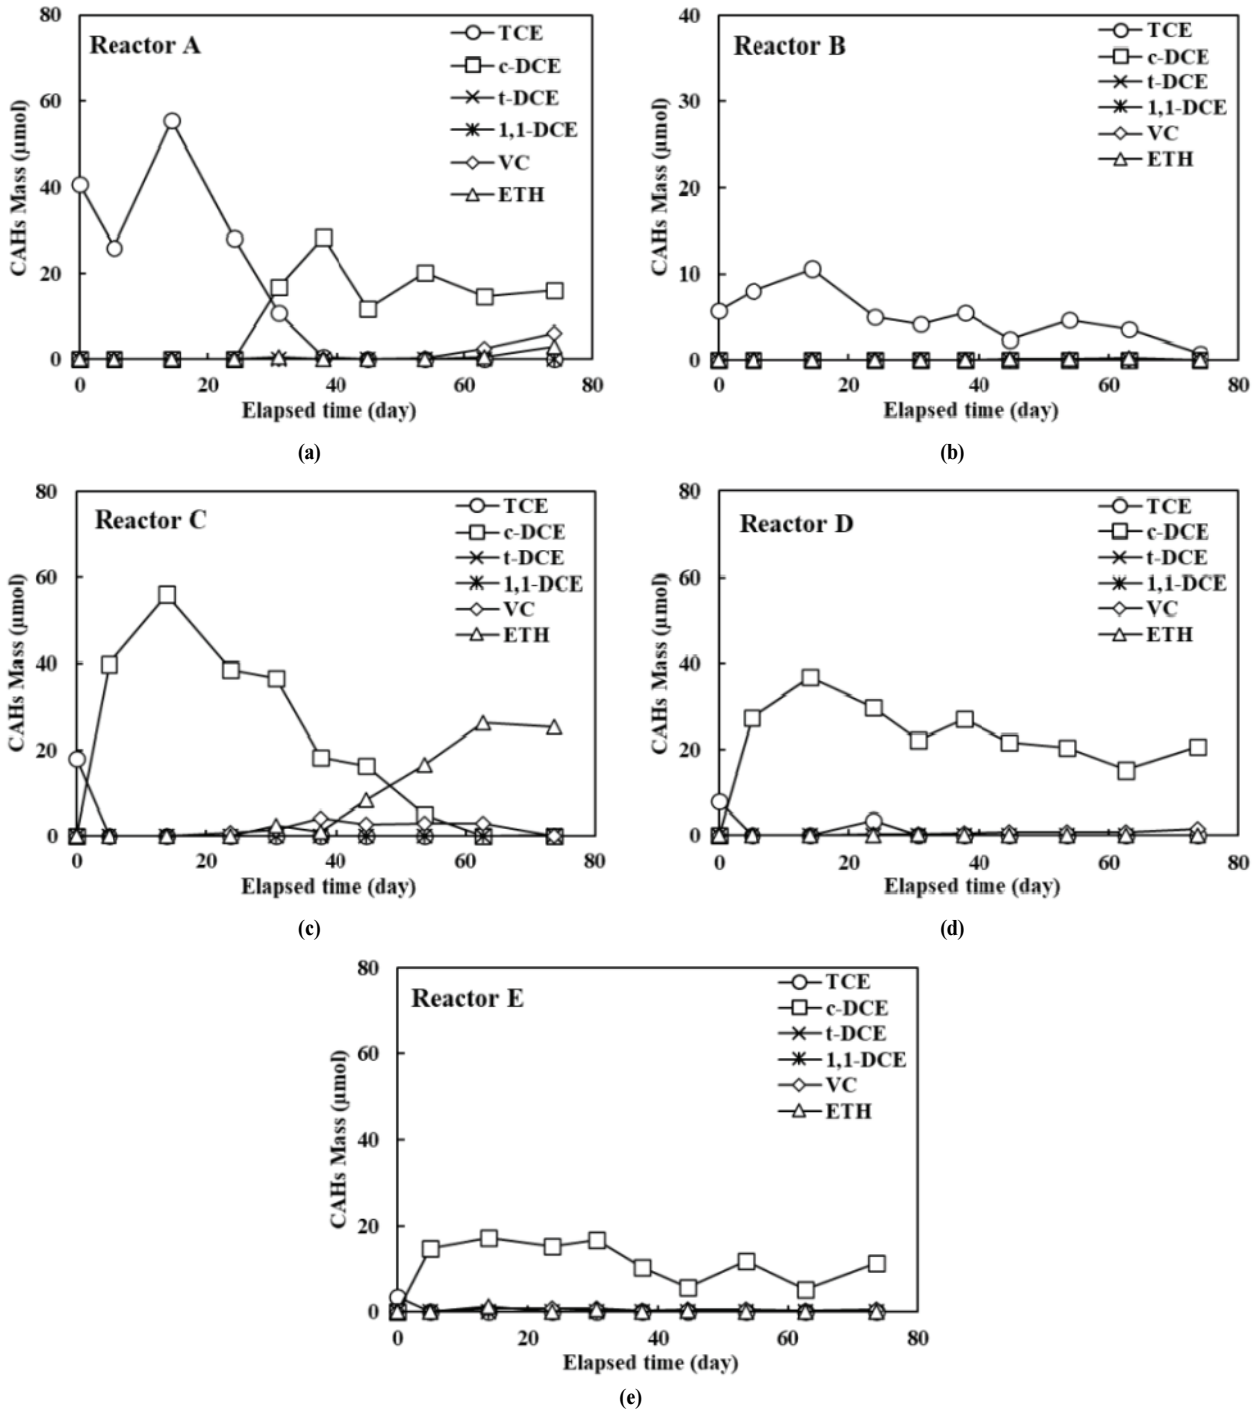 Reactor A
TCE
c-DCE
t-DCE
1,1-DCE
VC
ETH
80
60
40
20
0
CAHs Mass (μmol)
0 20 40 60 80
Elapsed time (day)
(a)
Reactor B
TCE
c-DCE
t-DCE
1,1-DCE
VC
ETH
40
30
20
10
0
CAHs Mass (μmol)
0 20 40 60 80
Elapsed time (day)
(b)
Reactor C
TCE
c-DCE
t-DCE
1,1-DCE
VC
ETH
80
60
40
20
0
CAHs Mass (μmol)
0 20 40 60 80
Elapsed time (day)
(c)
Reactor D
TCE
c-DCE
t-DCE
1,1-DCE
VC
ETH
80
60
40
20
0
CAHs Mass (μmol)
0 20 40 60 80
Elapsed time (day)
(d)
Reactor E
TCE
c-DCE
t-DCE
1,1-DCE
VC
ETH
80
60
40
20
0
CAHs Mass (μmol)
0 20 40 60 80
Elapsed time (day)
(e)